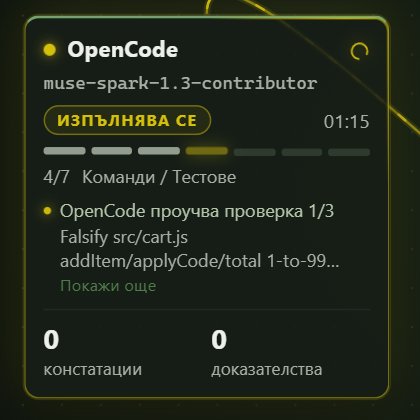 OpenCode
muse-spark-1.3-contributor
ИЗПЪЛНЯВА СЕ 01:15
4/7 Команди / Тестове
OpenCode проучва проверка 1/3
Falsify src/cart.js
addItem/applyCode/total 1-to-99...
Покажи още
0 0
констатации доказателства